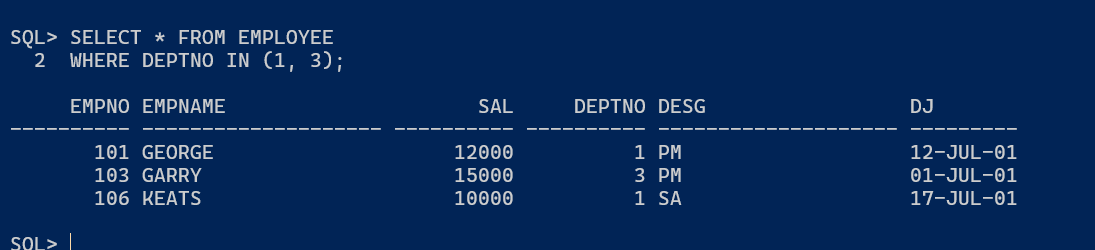 SQL> SELECT * FROM EMPLOYEE
  2  WHERE DEPTNO IN (1, 3);
     EMPNO EMPNAME                     SAL     DEPTNO DESG                 DJ
---------- -------------------- ---------- ---------- -------------------- ---------
       101 GEORGE                    12000          1 PM                   12-JUL-01
       103 GARRY                     15000          3 PM                   01-JUL-01
       106 KEATS                     10000          1 SA                   17-JUL-01
SQL>